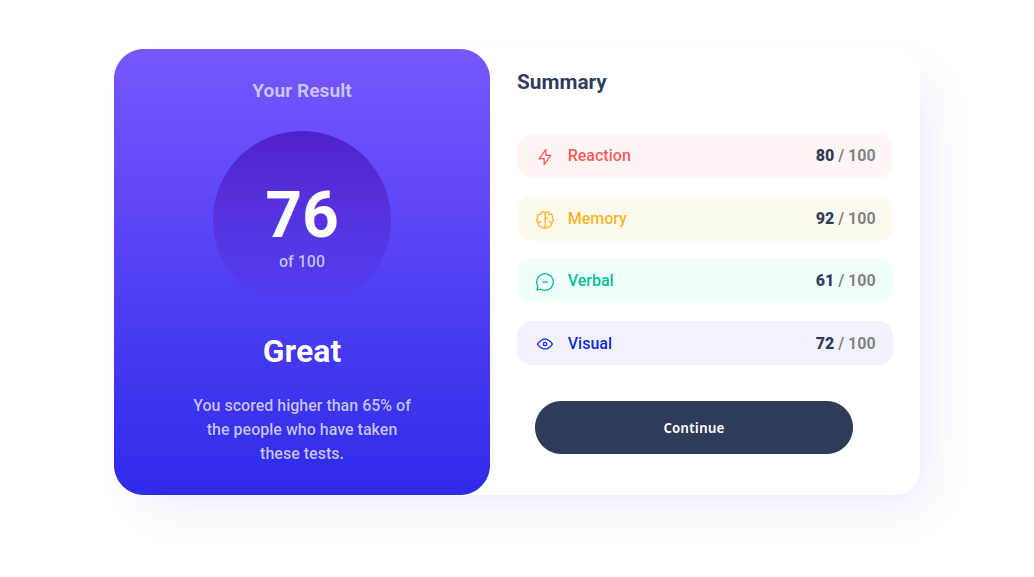 Your Result
76
of 100
Great
You scored higher than 65% of
the people who have taken
these tests.
Summary
Reaction 80 / 100
Memory 92 / 100
Verbal 61 / 100
Visual 72 / 100
Continue